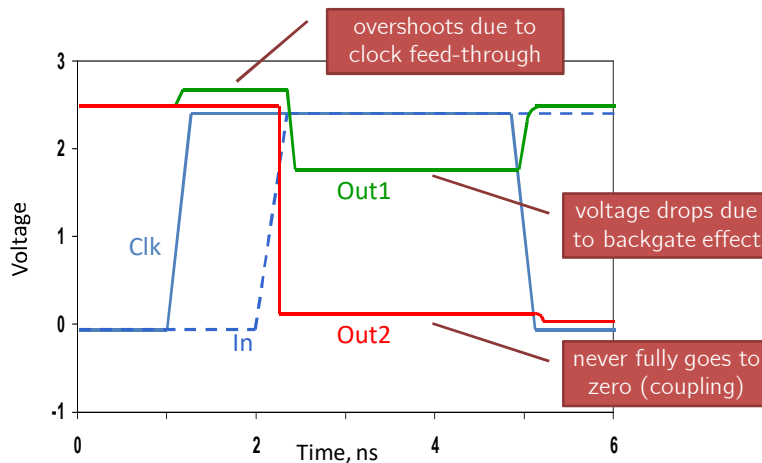 overshoots due to
clock feed-through
3
2
1
0
-1
Voltage
Clk
In
Out1
Out2
voltage drops due
to backgate effect
never fully goes to
zero (coupling)
0
2
4
6
Time, ns